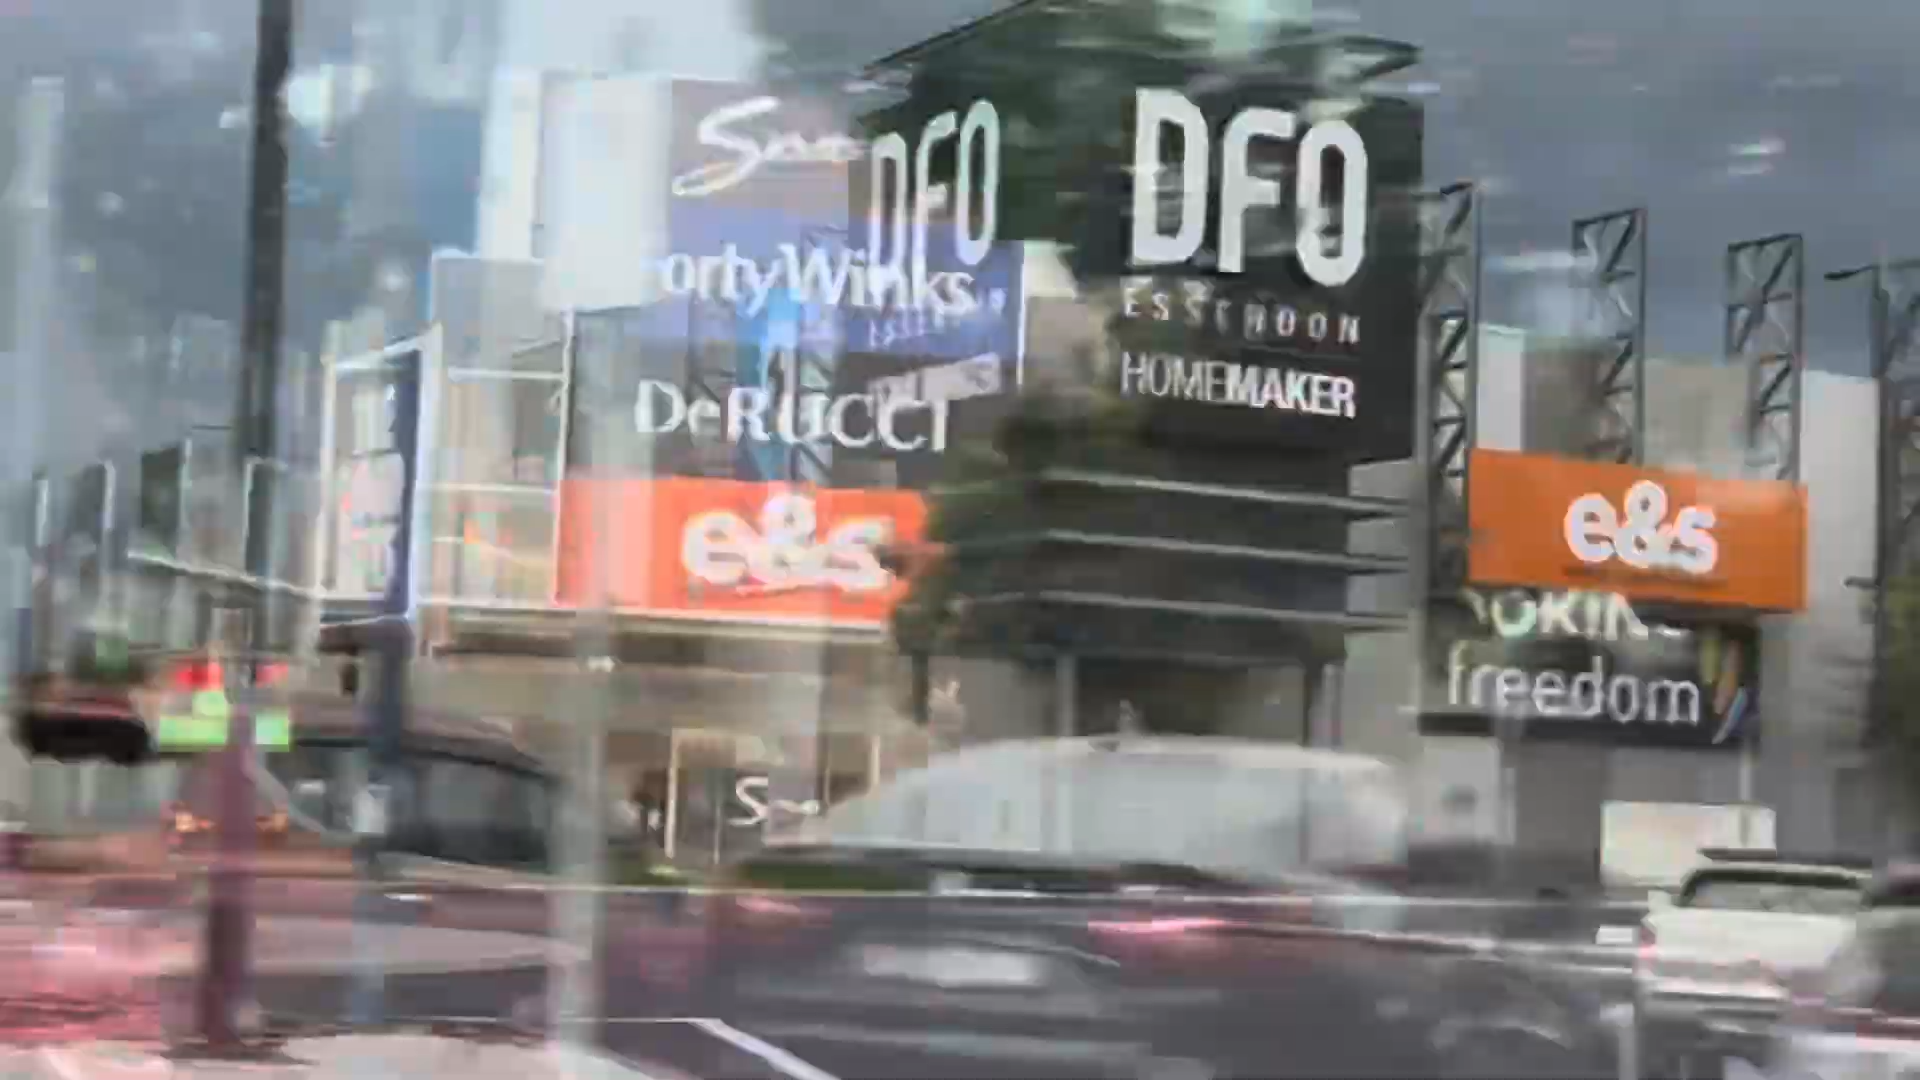 DFO
DFO
ortyWinks
ESSENDON
HOMEMAKER
DeRUCCI
e&s
e&s
freedom